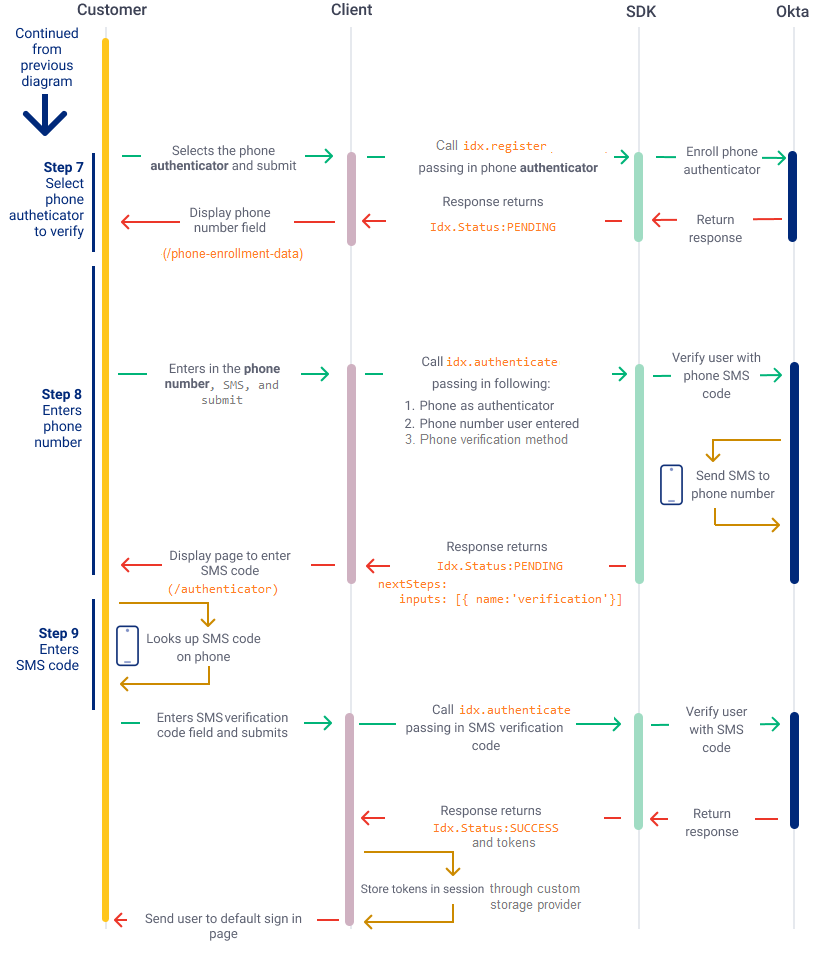 Customer
Client
SDK
Okta
Continued
from
previous
diagram
Step 7
Select
phone
autheticator
to verify
Selects the phone
authenticator and submit
Call idx.register
passing in phone authenticator
Enroll phone
authenticator
Display phone
number field
(/phone-enrollment-data)
Response returns
Idx.Status:PENDING
Return
response
Step 8
Enters
phone
number
Enters in the phone
number, SMS, and
submit
Call idx.authenticate
passing in following:
1. Phone as authenticator
2. Phone number user entered
3. Phone verification method
Verify user with
phone SMS
code
Send SMS to
phone number
Display page to enter
SMS code
(/authenticator)
Response returns
Idx.Status:PENDING
nextSteps:
inputs: [{ name:'verification'}]
Step 9
Enters
SMS code
Looks up SMS code
on phone
Enters SMS verification
code field and submits
Call idx.authenticate
passing in SMS verification
code
Verify user
with SMS
code
Response returns
Idx.Status:SUCCESS
and tokens
Return
response
Store tokens in session through custom
storage provider
Send user to default sign in
page